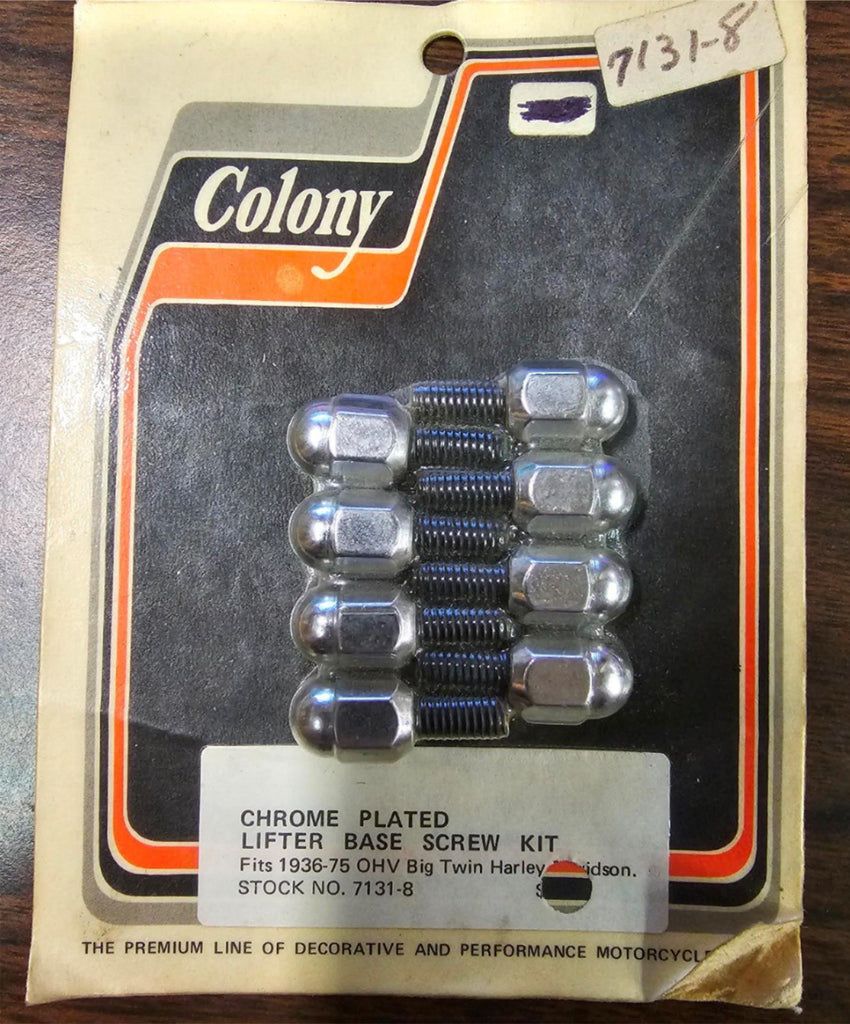 7131-8
Colony
CHROME PLATED
LIFTER BASE SCREW KIT
Fits 1936-75 OHV Big Twin Harley
STOCK NO. 7131-8
THE PREMIUM LINE OF DECORATIVE AND PERFORMANCE